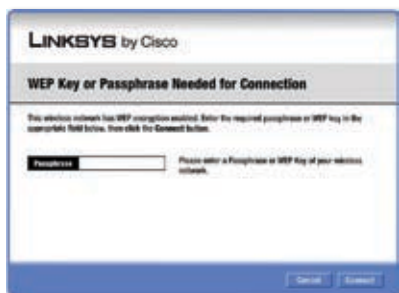 LINKSYS by Cisco
WEP Key or Passphrase Needed for Connection
This wireless network has WEP encryption enabled. Enter the required passphrase or WEP key in the
appropriate field below, then click the Connect button.
Passphrase
Please enter a Passphrase or WEP Key of your wireless
network.
Cancel Connect